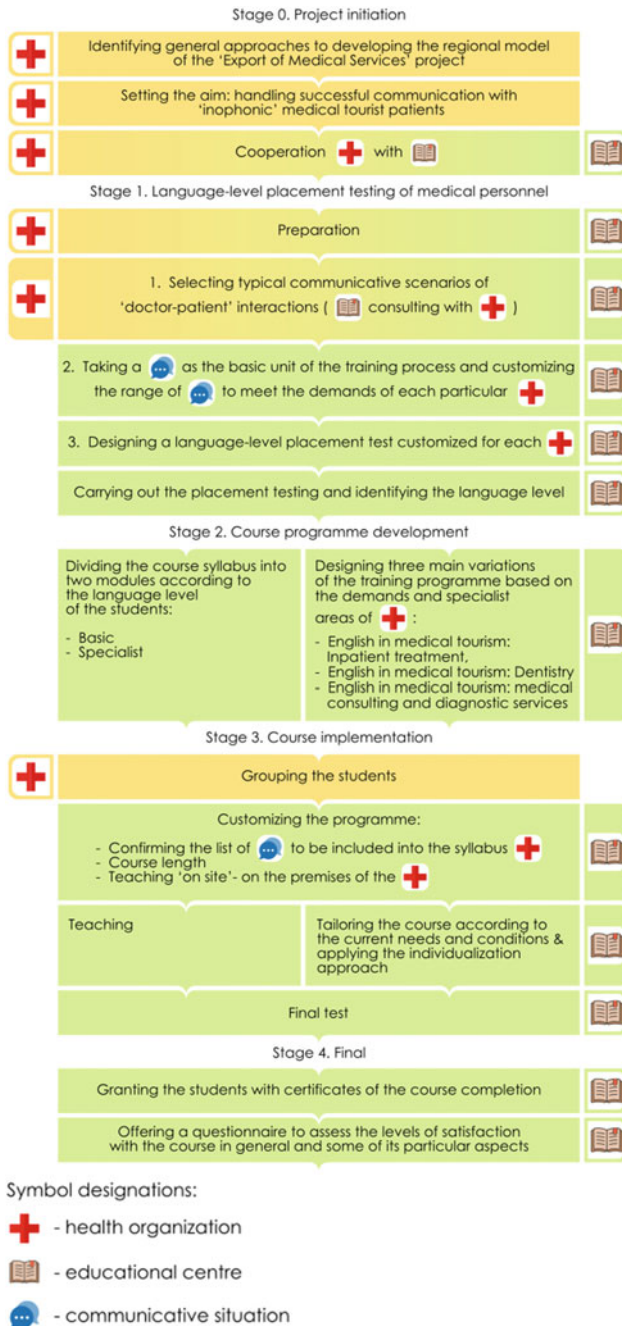 Stage 0. Project initiation
Identifying general approaches to developing the regional model
of the 'Export of Medical Services' project
Setting the aim: handling successful communication with
'inophonic' medical tourist patients
Cooperation with
Stage 1. Language-level placement testing of medical personnel
Preparation
1. Selecting typical communicative scenarios of
'doctor-patient' interactions ( consulting with )
2. Taking a as the basic unit of the training process and customizing
the range of to meet the demands of each particular
3. Designing a language-level placement test customized for each
Carrying out the placement testing and identifying the language level
Stage 2. Course programme development
Dividing the course syllabus into
two modules according to
the language level
of the students:
- Basic
- Specialist
Designing three main variations
of the training programme based on
the demands and specialist
areas of :
- English in medical tourism:
Inpatient treatment,
- English in medical tourism: Dentistry
- English in medical tourism: medical
consulting and diagnostic services
Stage 3. Course implementation
Grouping the students
Customizing the programme:
- Confirming the list of to be included into the syllabus
- Course length
- Teaching 'on site'- on the premises of the
Teaching
Tailoring the course according to
the current needs and conditions &
applying the individualization
approach
Final test
Stage 4. Final
Granting the students with certificates of the course completion
Offering a questionnaire to assess the levels of satisfaction
with the course in general and some of its particular aspects
Symbol designations:
- health organization
- educational centre
- communicative situation